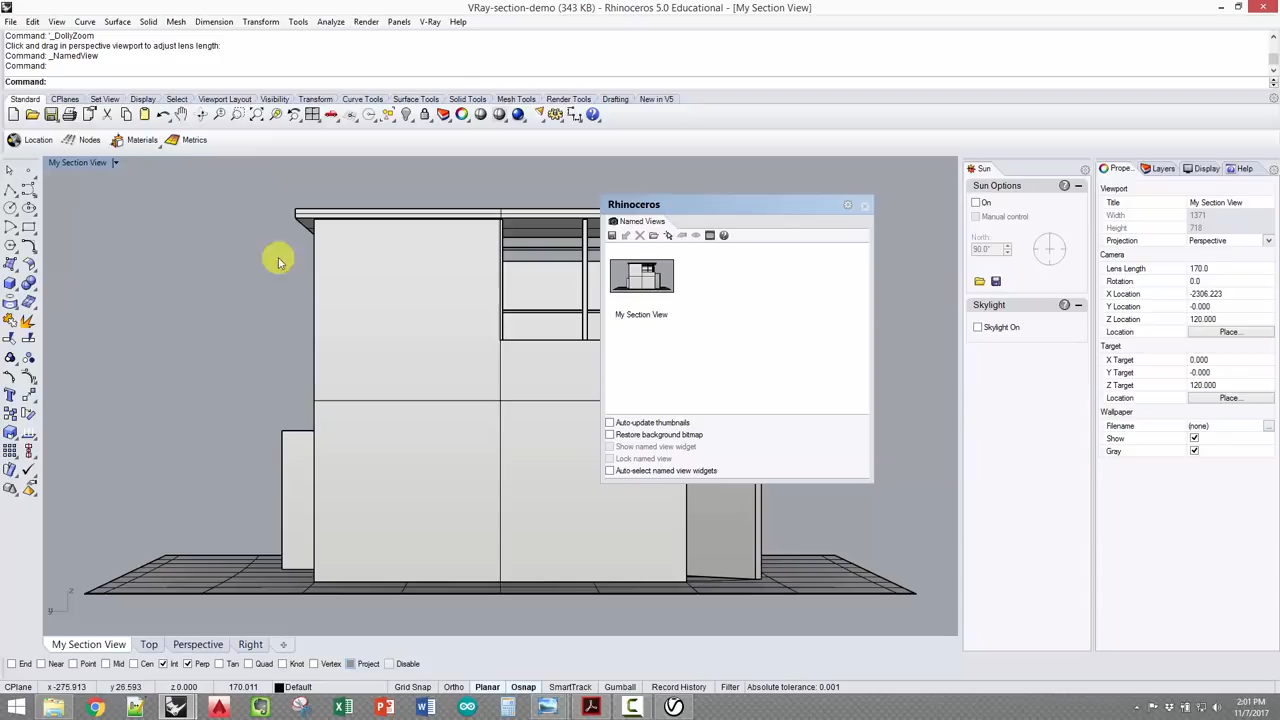 VRay-section-demo (343 KB) - Rhinoceros 5.0 Educational - [My Section View]
File Edit View Curve Surface Solid Mesh Dimension Transform Tools Analyze Render Panels V-Ray Help
Command: '_DollyZoom
Click and drag in perspective viewport to adjust lens length:
Command: _NamedView
Command:
Command:
Standard CPlanes Set View Display Select Viewport Layout Visibility Transform Curve Tools Surface Tools Solid Tools Mesh Tools Render Tools Drafting New in V5
Location Nodes Materials Metrics
My Section View
Sun
Sun Options
On
Manual control
North:
90.0°
Skylight
Skylight On
Prope... Layers Display Help
Viewport
Title My Section View
Width 1371
Height 718
Projection Perspective
Camera
Lens Length 170.0
Rotation 0.0
X Location -2306.223
Y Location -0.000
Z Location 120.000
Location Place...
Target
X Target 0.000
Y Target -0.000
Z Target 120.000
Location Place...
Wallpaper
Filename (none) ...
Show
Gray
Rhinoceros
Named Views
My Section View
Auto-update thumbnails
Restore background bitmap
Show named view widget
Lock named view
Auto-select named view widgets
z
y
My Section View Top Perspective Right
End Near Point Mid Cen Int Perp Tan Quad Knot Vertex Project Disable
CPlane x -275.913 y 26.593 z 0.000 170.011 Default Grid Snap Ortho Planar Osnap SmartTrack Gumball Record History Filter Absolute tolerance: 0.001
2:01 PM
11/7/2017